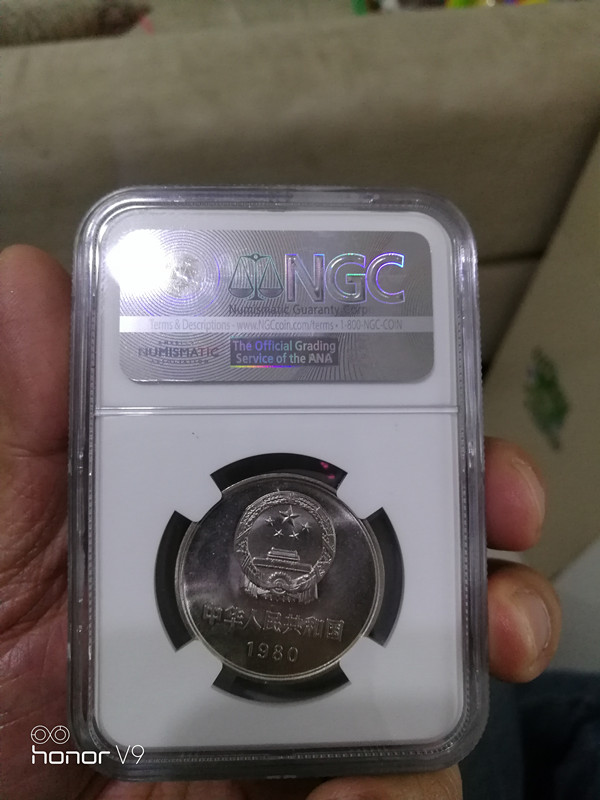 NGC
Numismatic Guaranty Corp.
Terms & Descriptions - www.NGCcoin.com/terms • 1-800-NGC-COIN
NUMISMATIC
The Official Grading
Service of the ANA
中华人民共和国
1980
honor V9